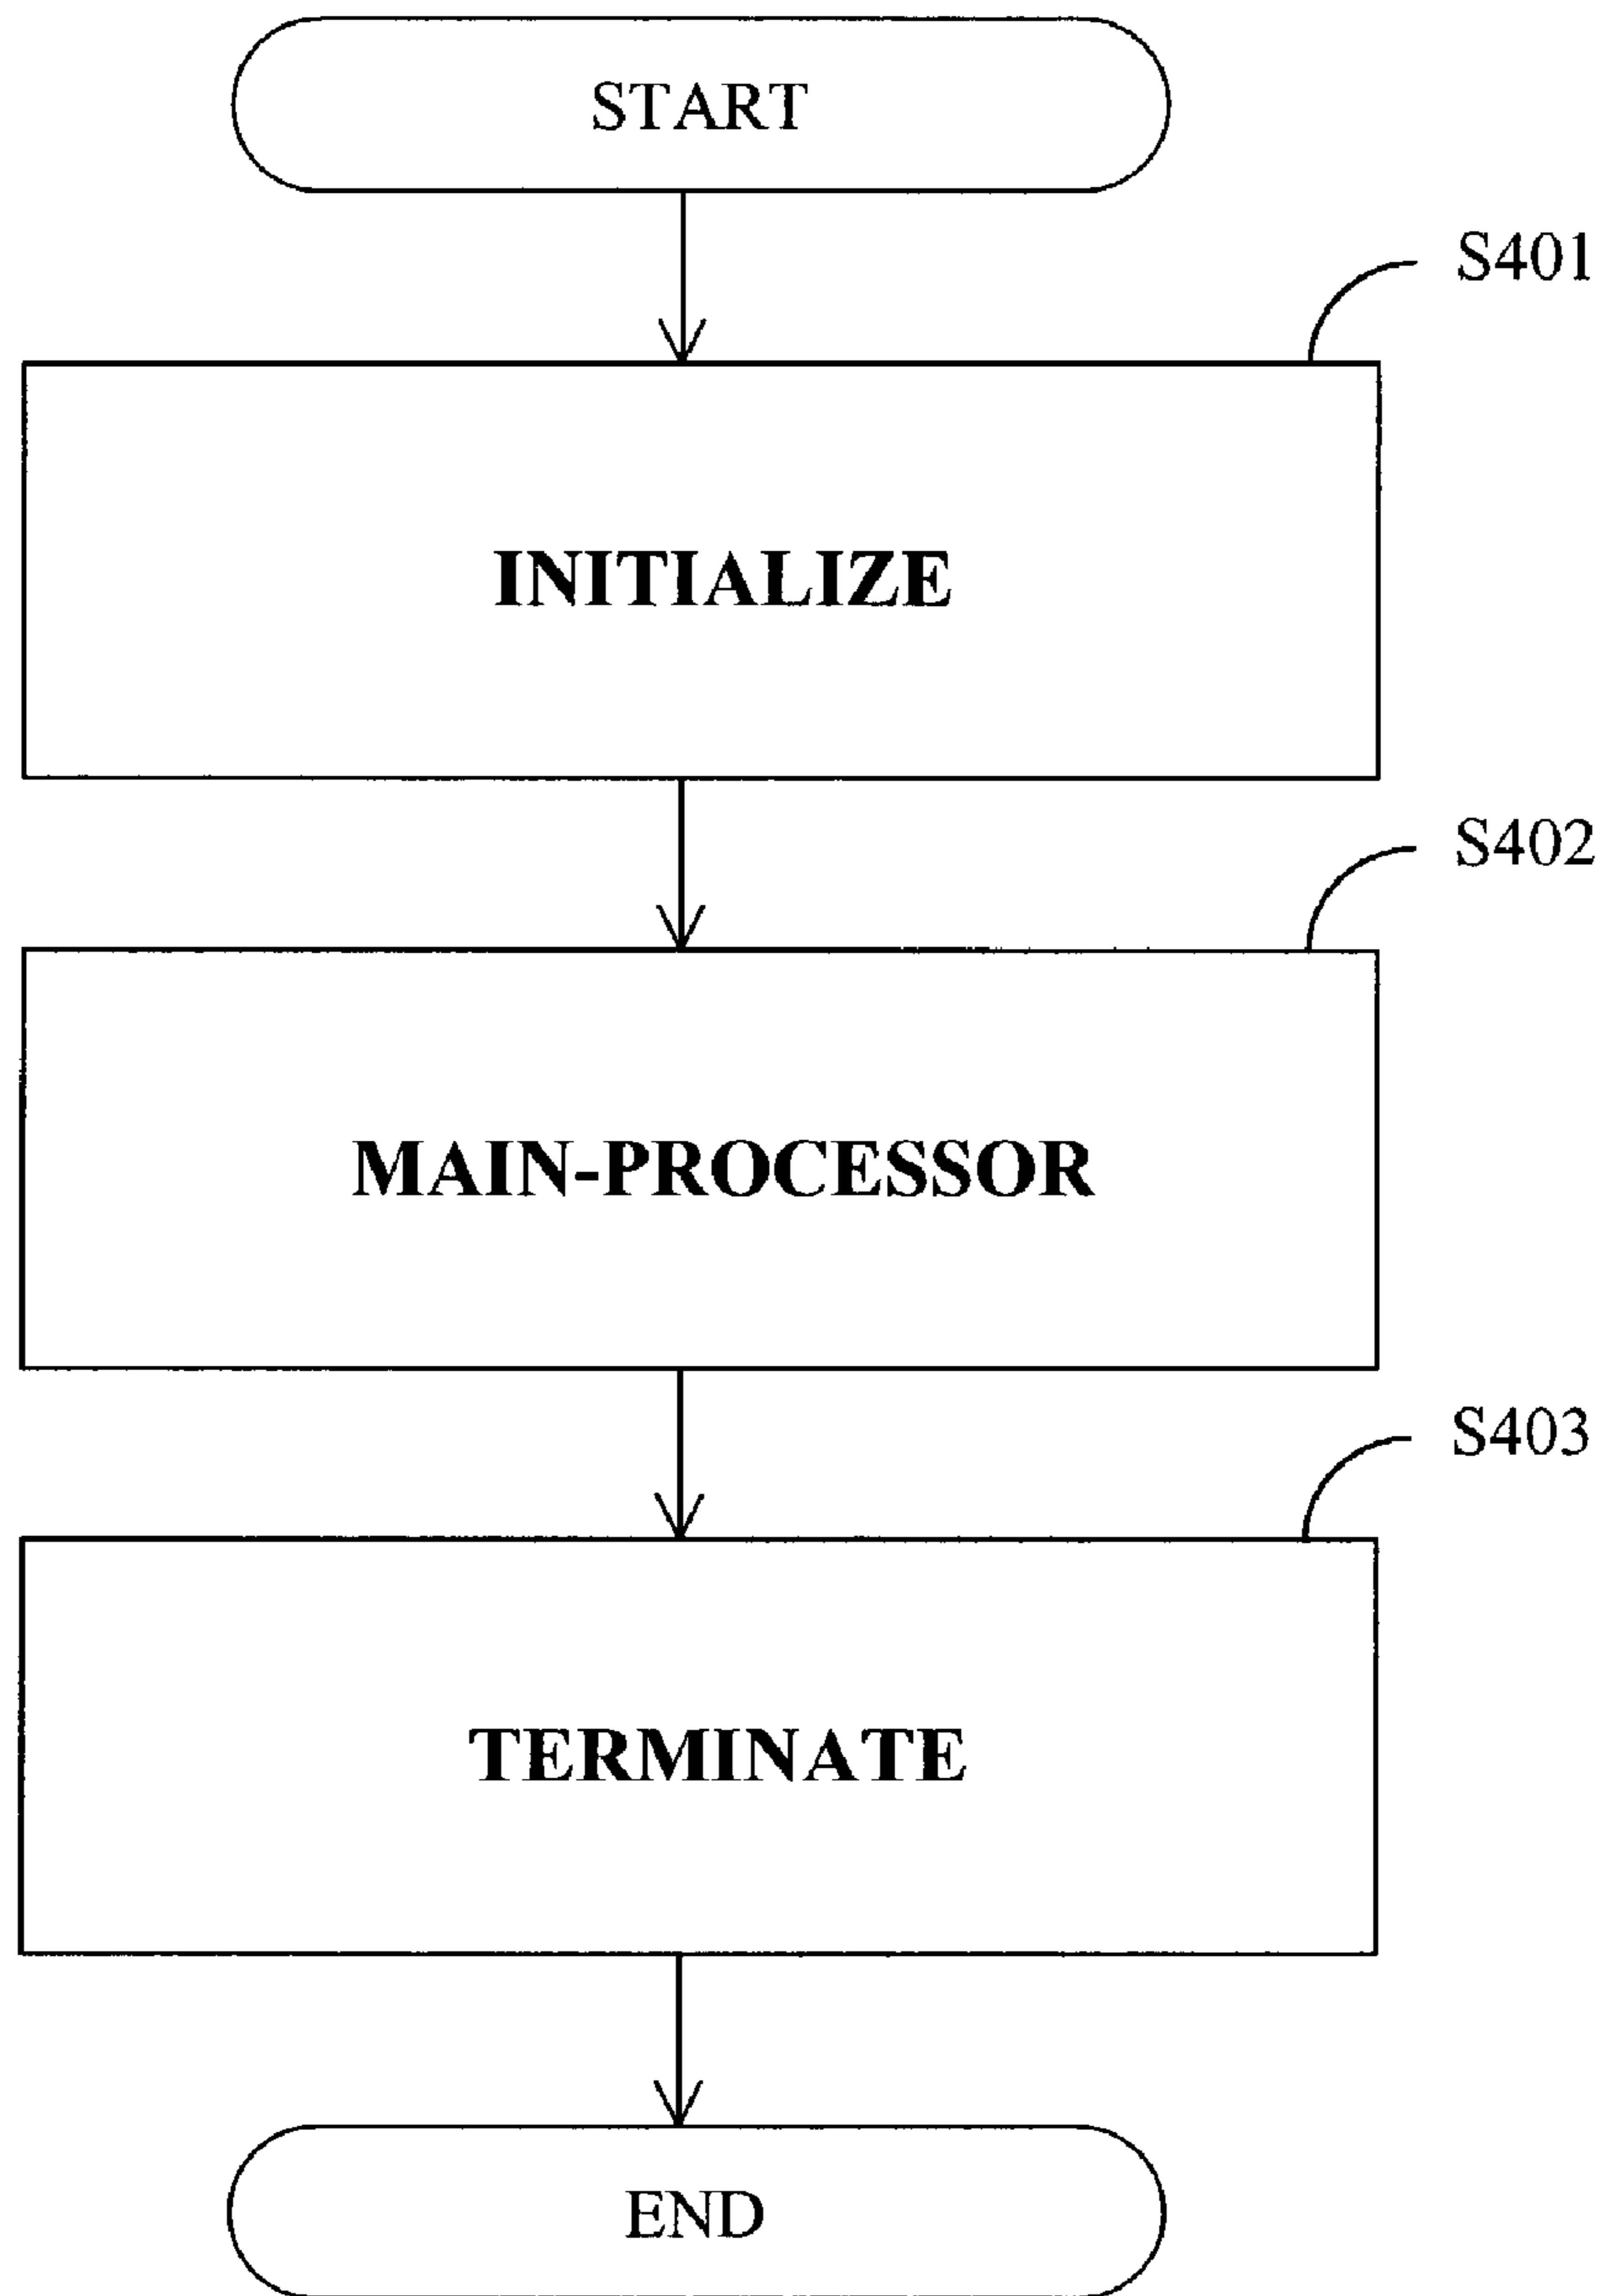 START
S401
INITIALIZE
S402
MAIN-PROCESSOR
S403
TERMINATE
END